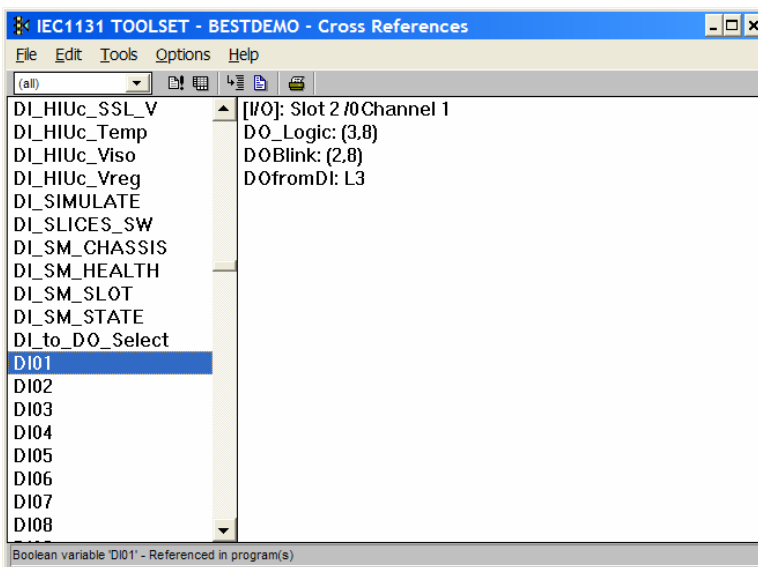 IEC1131 TOOLSET - BESTDEMO - Cross References
File Edit Tools Options Help
(all)
DI_HIUc_SSL_V
DI_HIUc_Temp
DI_HIUc_Viso
DI_HIUc_Vreg
DI_SIMULATE
DI_SLICES_SW
DI_SM_CHASSIS
DI_SM_HEALTH
DI_SM_SLOT
DI_SM_STATE
DI_to_DO_Select
DI01
DI02
DI03
DI04
DI05
DI06
DI07
DI08
[I/O]: Slot 2 /0Channel 1
DO_Logic: (3,8)
DOBlink: (2,8)
DOfromDI: L3
Boolean variable 'DI01' - Referenced in program(s)